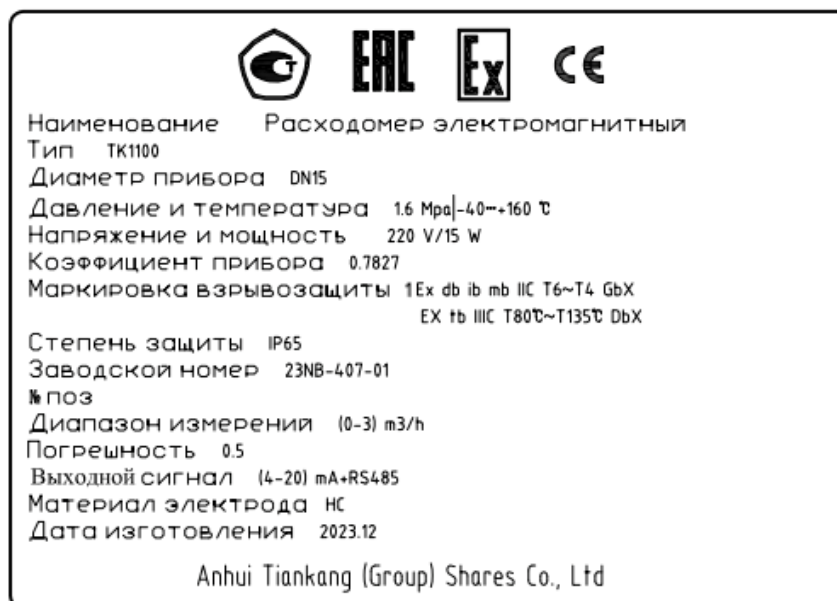 СТ EAC Ex CE
Наименование Расходомер электромагнитный
Тип TK1100
Диаметр прибора DN15
Давление и температура 1.6 Mpa|-40┅+160 ℃
Напряжение и мощность 220 V/15 W
Коэффициент прибора 0.7827
Маркировка взрывозащиты 1Ex db ib mb IIC T6~T4 GbX
EX tb IIIC T80℃~T135℃ DbX
Степень защиты IP65
Заводской номер 23NB-407-01
№ поз
Диапазон измерений (0-3) m3/h
Погрешность 0.5
Выходной сигнал (4-20) mA+RS485
Материал электрода HC
Дата изготовления 2023.12
Anhui Tiankang (Group) Shares Co., Ltd